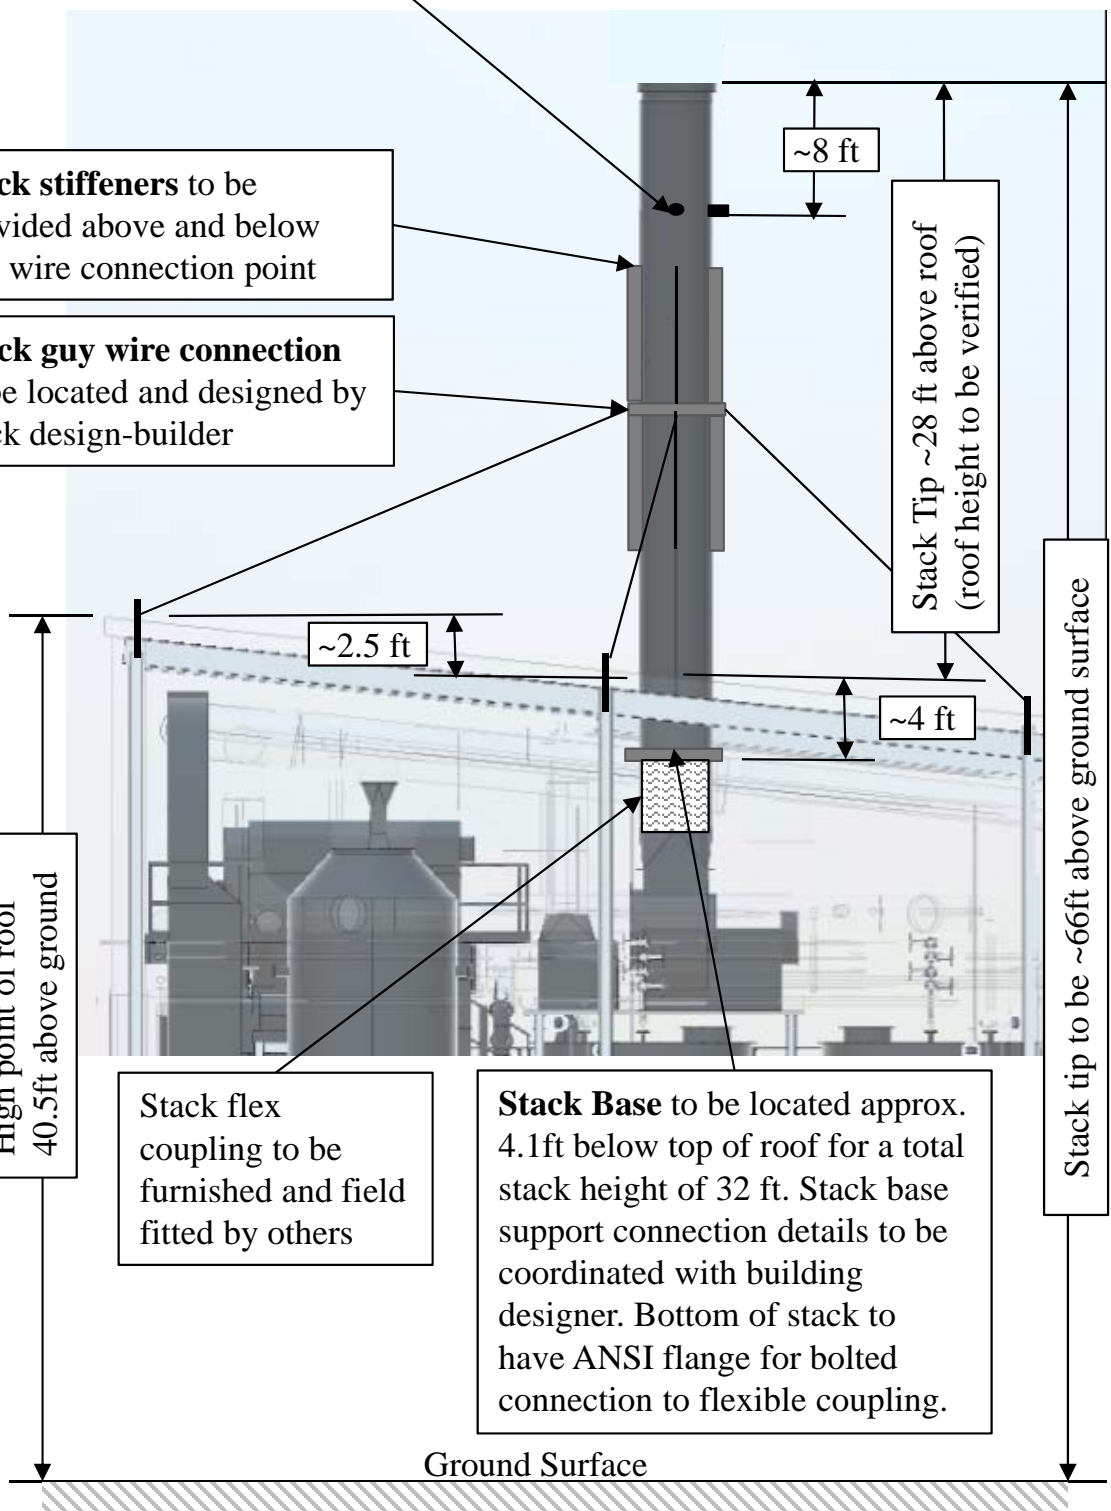 ~8 ft
stiffeners to be
above and below
wire connection point
guy wire connection
located and designed by
design-builder
Stack Tip ~28 ft above roof
(roof height to be verified)
~2.5 ft
~4 ft
High point of roof
40.5ft above ground
Stack tip to be ~66ft above ground surface
Stack flex
coupling to be
furnished and field
fitted by others
Stack Base to be located approx.
4.1ft below top of roof for a total
stack height of 32 ft. Stack base
support connection details to be
coordinated with building
designer. Bottom of stack to
have ANSI flange for bolted
connection to flexible coupling.
Ground Surface